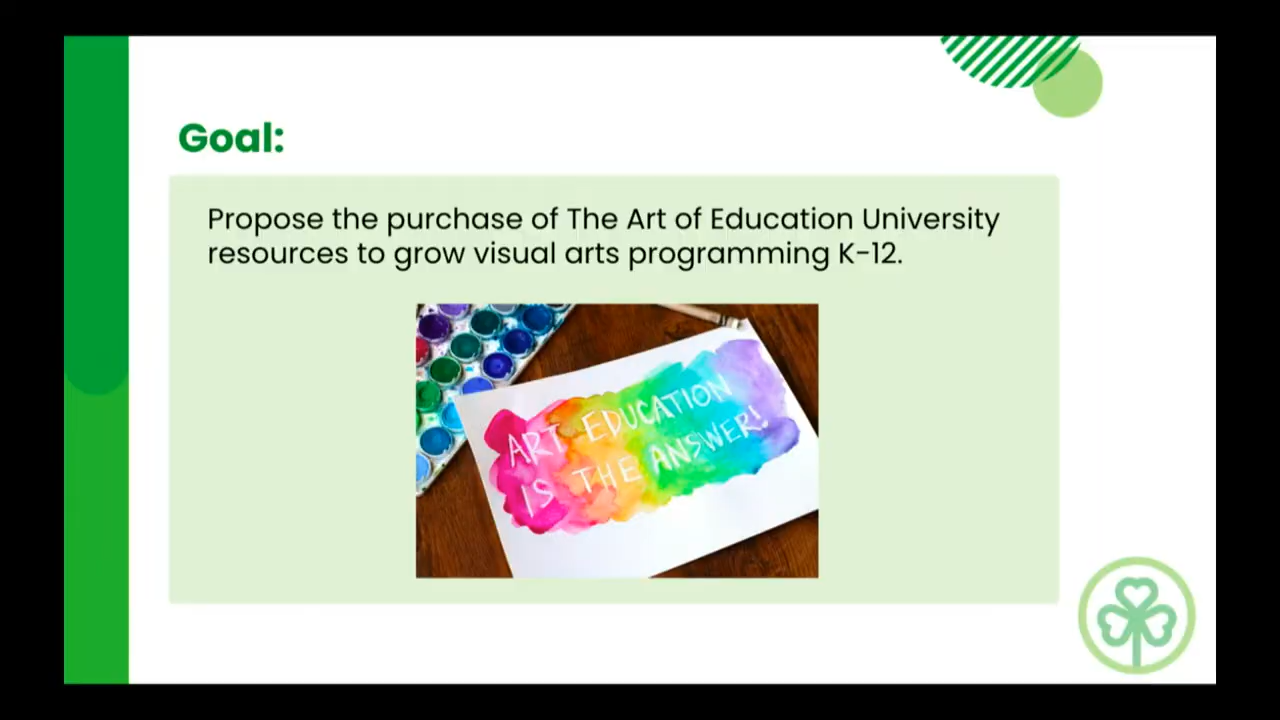 Goal:
Propose the purchase of The Art of Education University
resources to grow visual arts programming K-12.
ART EDUCATION
IS THE ANSWER!